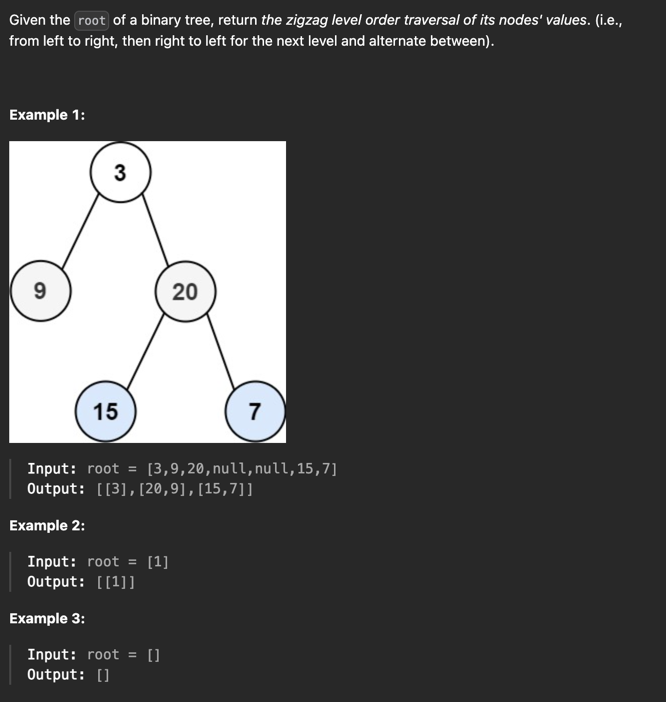 Given the root of a binary tree, return the zigzag level order traversal of its nodes' values. (i.e.,
from left to right, then right to left for the next level and alternate between).
Example 1:
3
9 20
15 7
Input: root = [3,9,20,null,null,15,7]
Output: [[3],[20,9],[15,7]]
Example 2:
Input: root = [1]
Output: [[1]]
Example 3:
Input: root = []
Output: []